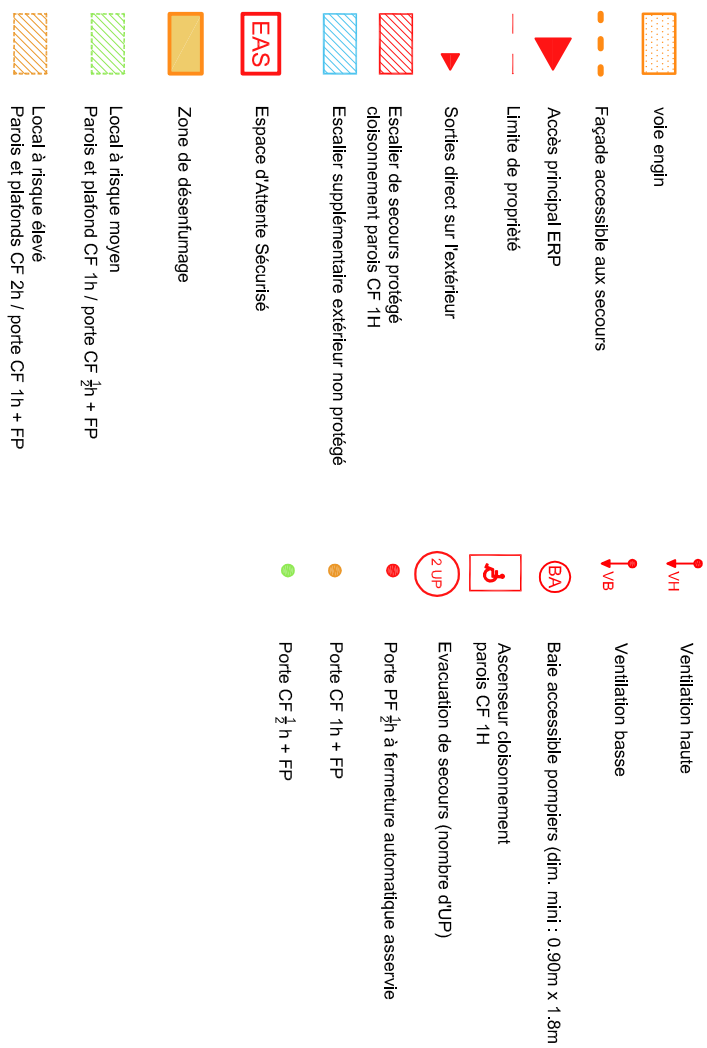 voie engin
Façade accessible aux secours
Accès principal ERP
Limite de propriètè
Sorties direct sur l'extérieur
Escalier de secours protégé
cloisonnement parois CF 1H
Escalier supplémentaire extérieur non protégé
EAS
Espace d'Attente Sécurisé
Zone de désenfumage
Local à risque moyen
Parois et plafond CF 1h / porte CF ½h + FP
Local à risque élevé
Parois et plafonds CF 2h / porte CF 1h + FP
VH
Ventilation haute
VB
Ventilation basse
BA
Baie accessible pompiers (dim. mini : 0.90m x 1.8m
Ascenseur cloisonnement
parois CF 1H
2 UP
Evacuation de secours (nombre d'UP)
Porte PF ½h à fermeture automatique asservie
Porte CF 1h + FP
Porte CF ½ h + FP